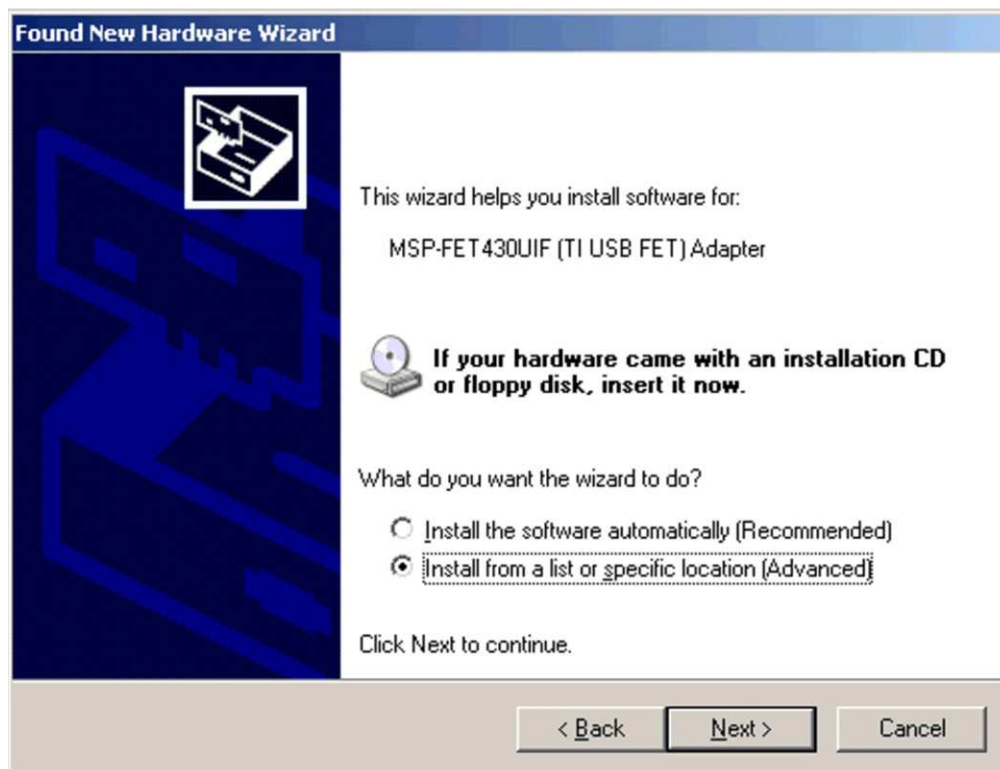 Found New Hardware Wizard
This wizard helps you install software for:
MSP-FET430UIF (TI USB FET) Adapter
If your hardware came with an installation CD
or floppy disk, insert it now.
What do you want the wizard to do?
Install the software automatically (Recommended)
Install from a list or specific location (Advanced)
Click Next to continue.
< Back
Next >
Cancel